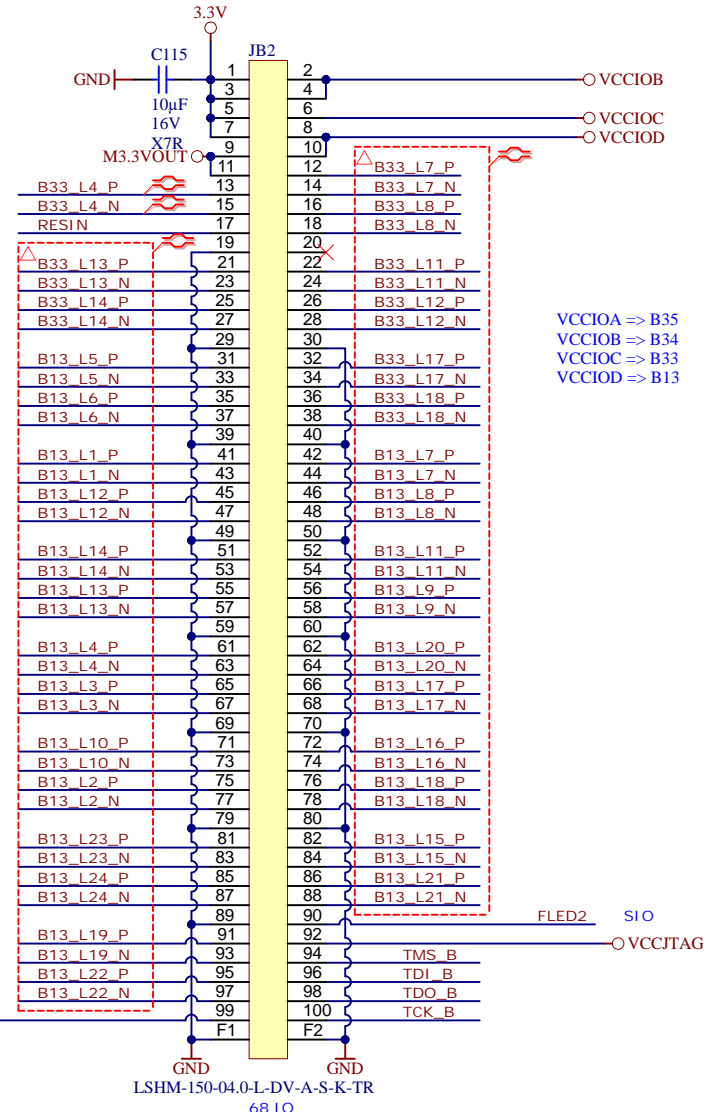 3.3V
C115
JB2
GND
10µF
16V
X7R
M3.3VOUT
1 2 VCCIOB
3 4
5 6 VCCIOC
7 8 VCCIOD
9 10
11 12 B33_L7_P
B33_L4_P 13 14 B33_L7_N
B33_L4_N 15 16 B33_L8_P
RESIN 17 18 B33_L8_N
19 20
B33_L13_P 21 22 B33_L11_P
B33_L13_N 23 24 B33_L11_N
B33_L14_P 25 26 B33_L12_P
B33_L14_N 27 28 B33_L12_N
29 30
B13_L5_P 31 32 B33_L17_P
B13_L5_N 33 34 B33_L17_N
B13_L6_P 35 36 B33_L18_P
B13_L6_N 37 38 B33_L18_N
39 40
B13_L1_P 41 42 B13_L7_P
B13_L1_N 43 44 B13_L7_N
B13_L12_P 45 46 B13_L8_P
B13_L12_N 47 48 B13_L8_N
49 50
B13_L14_P 51 52 B13_L11_P
B13_L14_N 53 54 B13_L11_N
B13_L13_P 55 56 B13_L9_P
B13_L13_N 57 58 B13_L9_N
59 60
B13_L4_P 61 62 B13_L20_P
B13_L4_N 63 64 B13_L20_N
B13_L3_P 65 66 B13_L17_P
B13_L3_N 67 68 B13_L17_N
69 70
B13_L10_P 71 72 B13_L16_P
B13_L10_N 73 74 B13_L16_N
B13_L2_P 75 76 B13_L18_P
B13_L2_N 77 78 B13_L18_N
79 80
B13_L23_P 81 82 B13_L15_P
B13_L23_N 83 84 B13_L15_N
B13_L24_P 85 86 B13_L21_P
B13_L24_N 87 88 B13_L21_N
89 90 FLED2 SIO
B13_L19_P 91 92 VCCJTAG
B13_L19_N 93 94 TMS_B
B13_L22_P 95 96 TDI_B
B13_L22_N 97 98 TDO_B
99 100 TCK_B
F1 F2
GND GND
LSHM-150-04.0-L-DV-A-S-K-TR
68IO
VCCIOA => B35
VCCIOB => B34
VCCIOC => B33
VCCIOD => B13